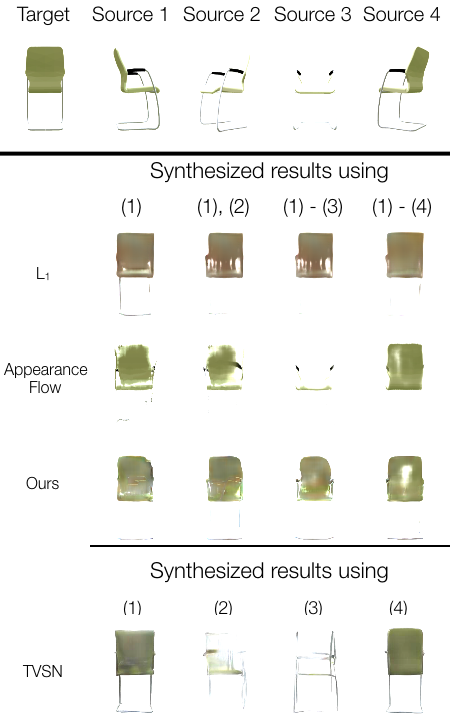 Target Source 1 Source 2 Source 3 Source 4
Synthesized results using
(1) (1), (2) (1) - (3) (1) - (4)
L₁
Appearance
Flow
Ours
Synthesized results using
(1) (2) (3) (4)
TVSN